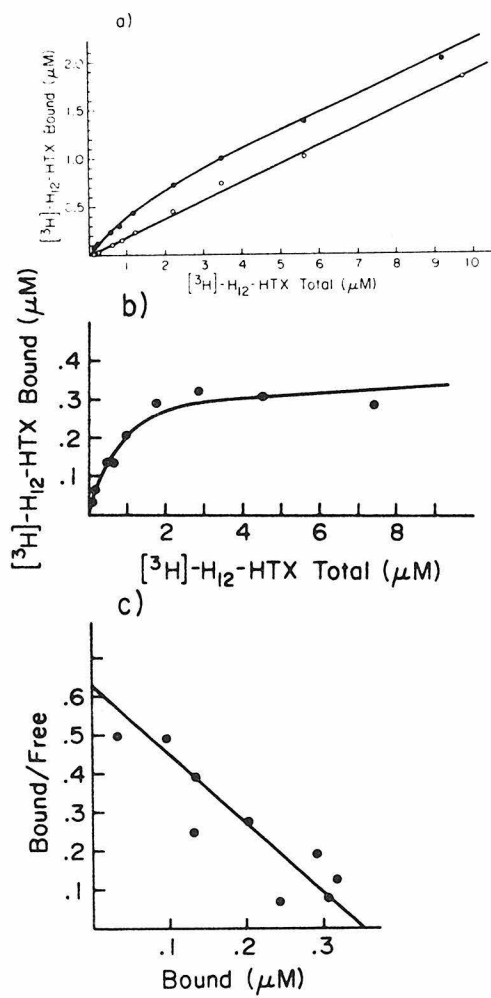 a)
[³H]-H₁₂-HTX Bound (μM)
2.0
1.5
1.0
0.5
1 2 3 4 5 6 7 8 9 10
[³H]-H₁₂-HTX Total (μM)
b)
[³H]-H₁₂-HTX Bound (μM)
.4
.3
.2
.1
2 4 6 8
[³H]-H₁₂-HTX Total (μM)
c)
Bound/Free
.6
.5
.4
.3
.2
.1
.1 .2 .3
Bound (μM)